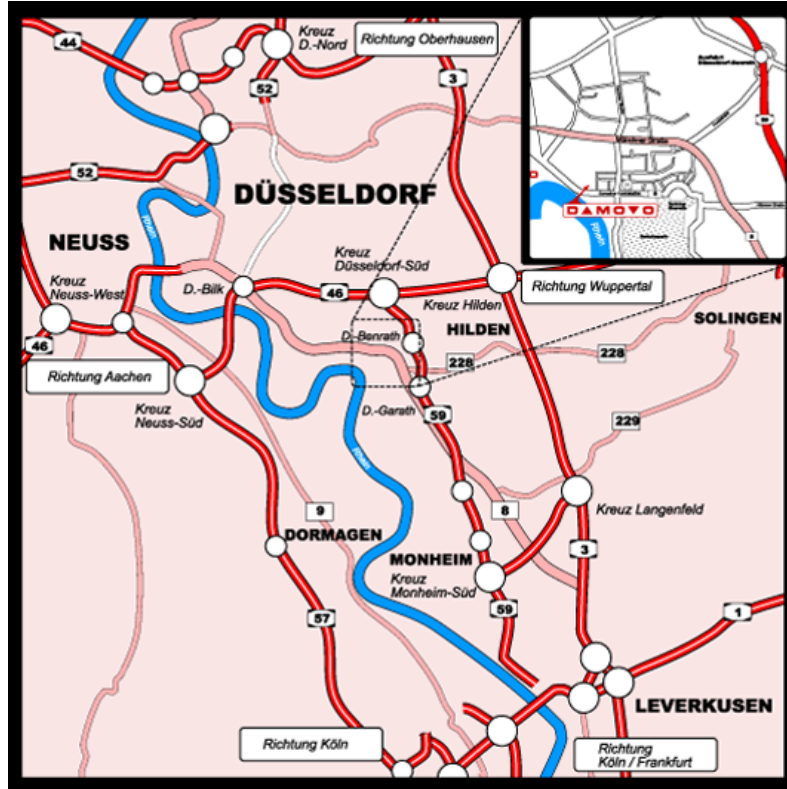 44
Kreuz
D.-Nord
Richtung Oberhausen
52
3
52
DÜSSELDORF
NEUSS
Rhein
Kreuz
Neuss-West
D.-Bilk
Kreuz
Düsseldorf-Süd
46
Kreuz Hilden
Richtung Wuppertal
46
D.-Benrath
HILDEN
SOLINGEN
228
228
Richtung Aachen
Kreuz
Neuss-Süd
D.-Garath
59
229
Rhein
9
8
Kreuz Langenfeld
DORMAGEN
MONHEIM
3
Kreuz
Monheim-Süd
59
57
1
LEVERKUSEN
Richtung Köln
Richtung
Köln / Frankfurt
DAMOVO
Rhein